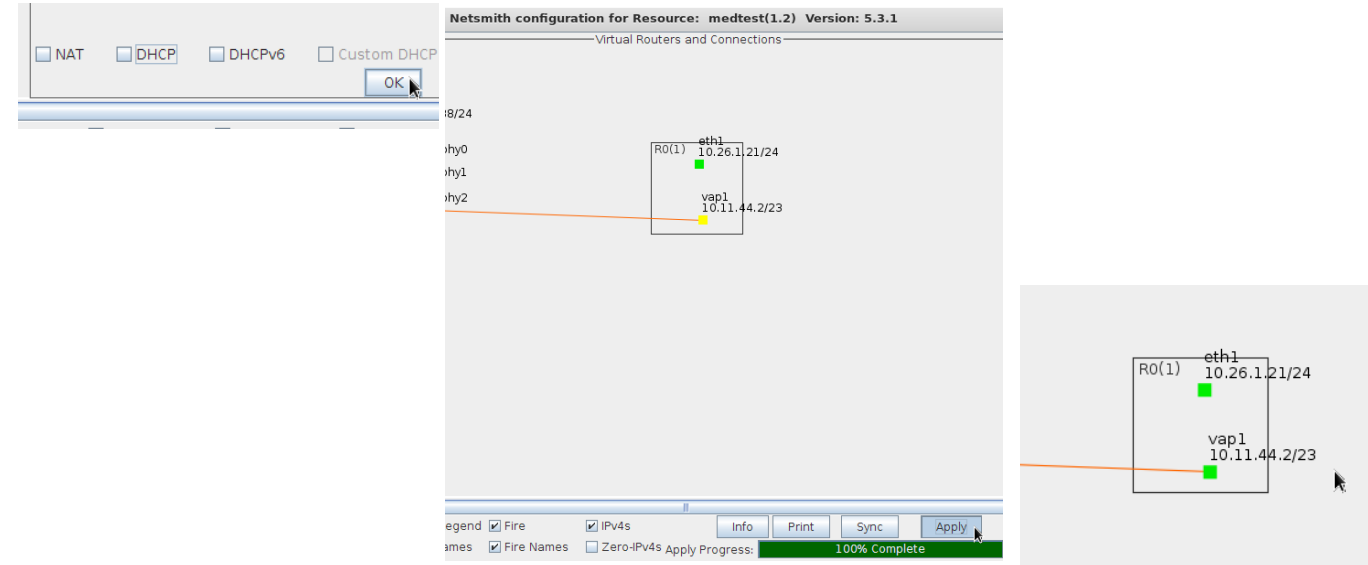 NAT DHCP DHCPv6 Custom DHCP
OK
Netsmith configuration for Resource: medtest(1.2) Version: 5.3.1
Virtual Routers and Connections
8/24
hy0
hy1
hy2
R0(1)
eth1
10.26.1.21/24
vap1
10.11.44.2/23
egend Fire IPv4s Info Print Sync Apply
ames Fire Names Zero-IPv4s Apply Progress: 100% Complete
R0(1)
eth1
10.26.1.21/24
vap1
10.11.44.2/23